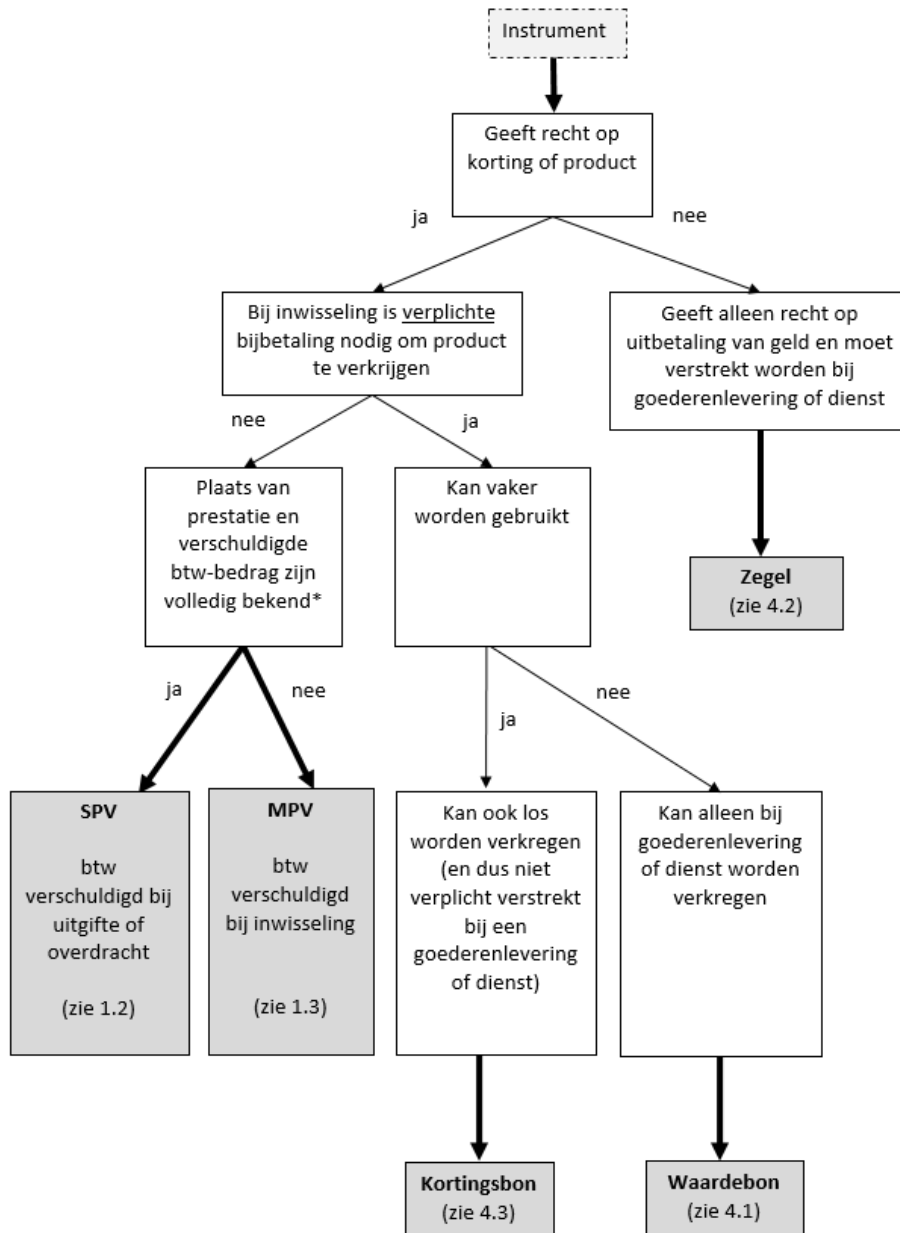 Instrument
Geeft recht op
korting of product
ja
nee
Bij inwisseling is verplichte
bijbetaling nodig om product
te verkrijgen
Geeft alleen recht op
uitbetaling van geld en moet
verstrekt worden bij
goederenlevering of dienst
nee
ja
Plaats van
prestatie en
verschuldigde
btw-bedrag zijn
volledig bekend*
Kan vaker
worden gebruikt
Zegel
(zie 4.2)
ja
nee
ja
nee
SPV
btw
verschuldigd bij
uitgifte of
overdracht
(zie 1.2)
MPV
btw
verschuldigd
bij inwisseling
(zie 1.3)
Kan ook los
worden verkregen
(en dus niet
verplicht verstrekt
bij een
goederenlevering
of dienst)
Kan alleen bij
goederenlevering
of dienst worden
verkregen
Kortingsbon
(zie 4.3)
Waardebon
(zie 4.1)